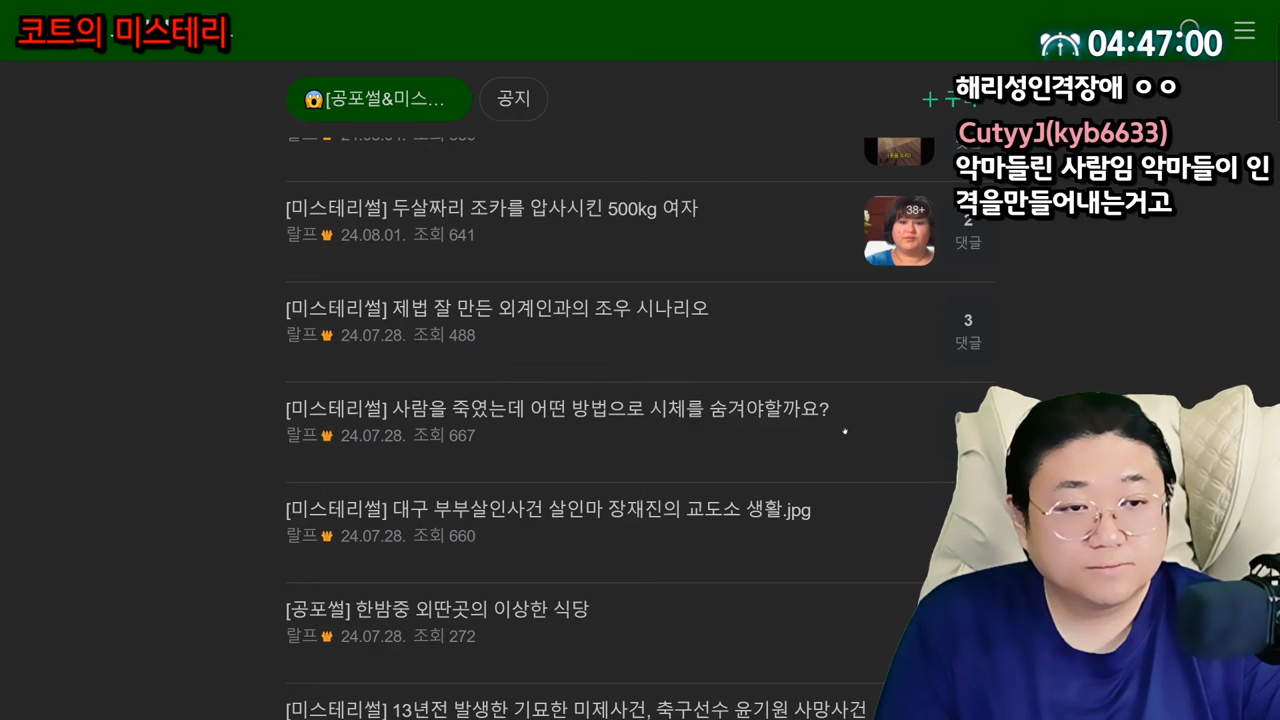 코트의 미스테리
04:47:00
😱[공포썰&미스...
공지
해리성인격장애 ㅇㅇ
CutyyJ(kyb6633)
악마들린 사람임 악마들이 인
격을만들어내는거고
[미스테리썰] 두살짜리 조카를 압사시킨 500kg 여자
랄프 24.08.01. 조회 641
38+
2
댓글
[미스테리썰] 제법 잘 만든 외계인과의 조우 시나리오
랄프 24.07.28. 조회 488
3
댓글
[미스테리썰] 사람을 죽였는데 어떤 방법으로 시체를 숨겨야할까요?
랄프 24.07.28. 조회 667
[미스테리썰] 대구 부부살인사건 살인마 장재진의 교도소 생활.jpg
랄프 24.07.28. 조회 660
[공포썰] 한밤중 외딴곳의 이상한 식당
랄프 24.07.28. 조회 272
[미스테리썰] 13년전 발생한 기묘한 미제사건, 축구선수 윤기원 사망사건